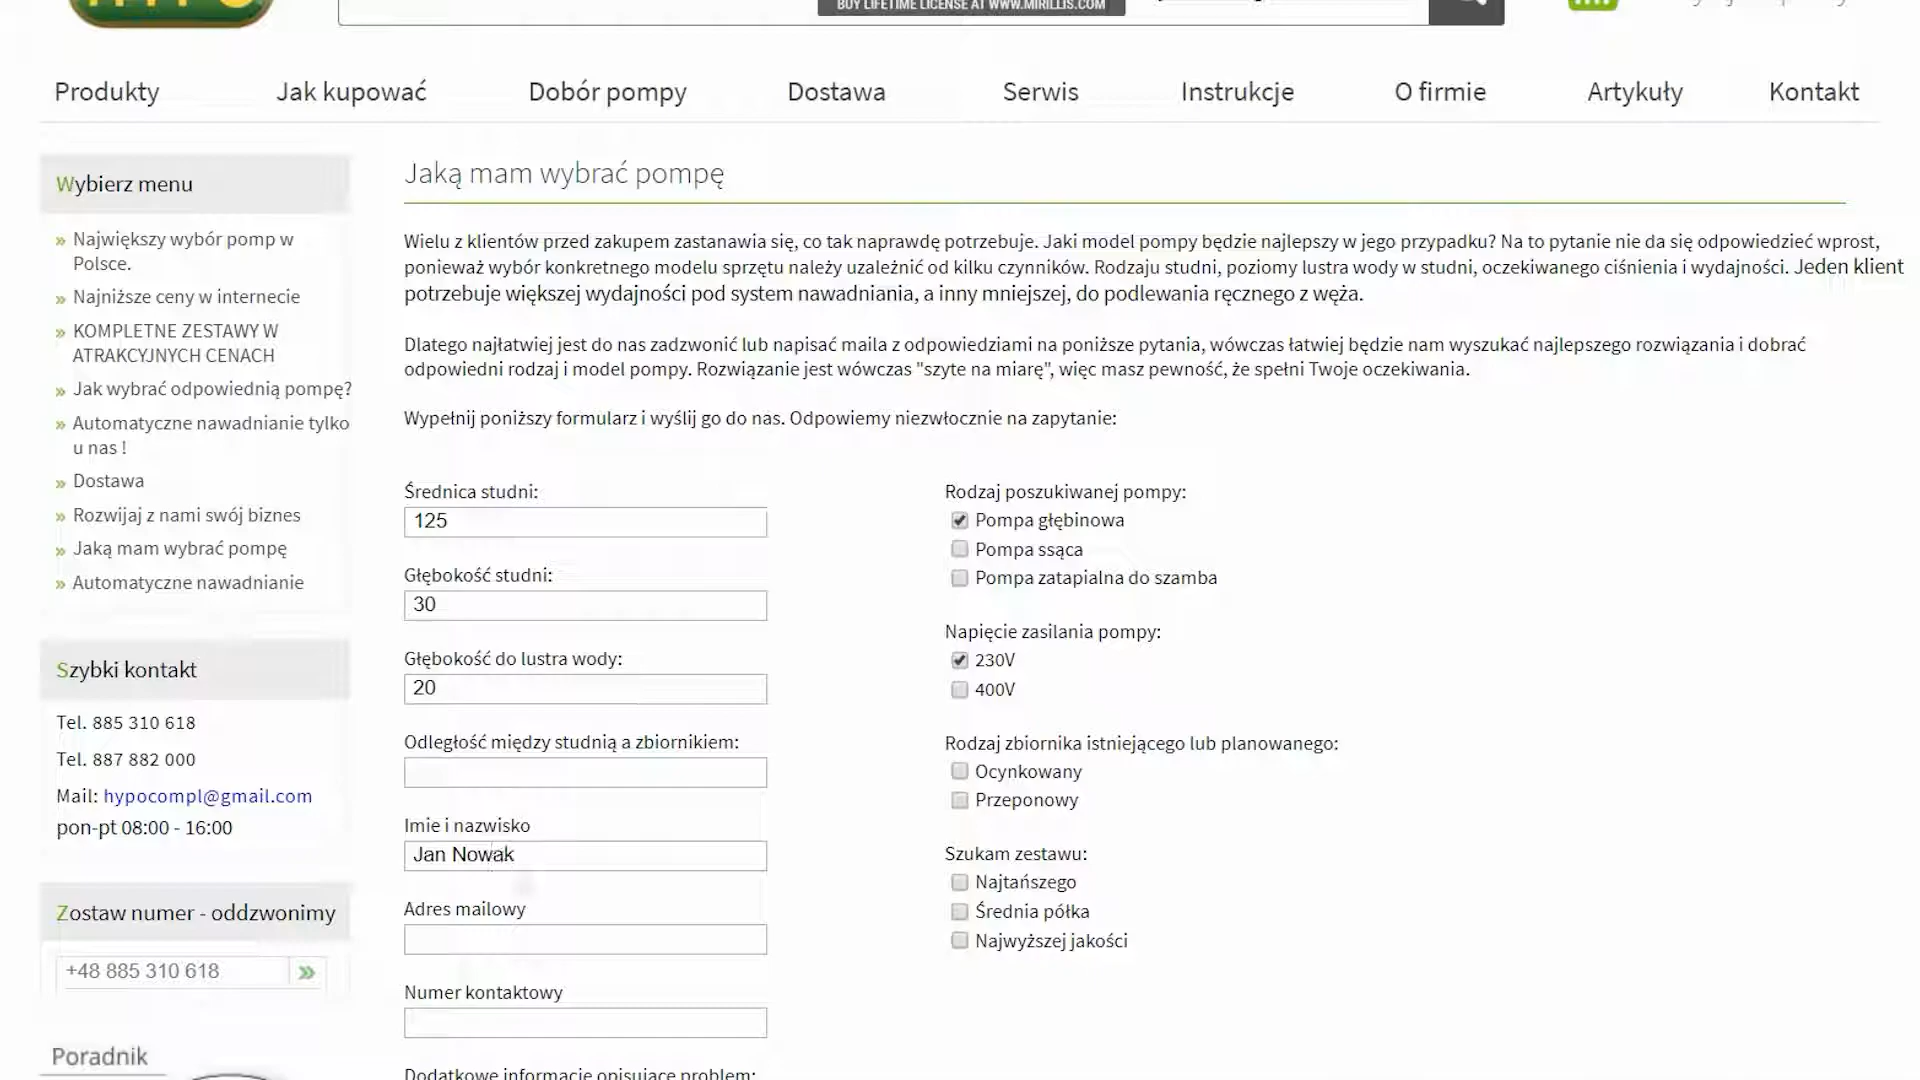 BUY LIFETIME LICENSE AT WWW.MIRILLIS.COM
Produkty
Jak kupować
Dobór pompy
Dostawa
Serwis
Instrukcje
O firmie
Artykuły
Kontakt
Wybierz menu
» Największy wybór pomp w
Polsce.
» Najniższe ceny w internecie
» KOMPLETNE ZESTAWY W
ATRAKCYJNYCH CENACH
» Jak wybrać odpowiednią pompę?
» Automatyczne nawadnianie tylko
u nas !
» Dostawa
» Rozwijaj z nami swój biznes
» Jaką mam wybrać pompę
» Automatyczne nawadnianie
Szybki kontakt
Tel. 885 310 618
Tel. 887 882 000
Mail: hypocompl@gmail.com
pon-pt 08:00 - 16:00
Zostaw numer - oddzwonimy
+48 885 310 618 »
Poradnik
Jaką mam wybrać pompę
Wielu z klientów przed zakupem zastanawia się, co tak naprawdę potrzebuje. Jaki model pompy będzie najlepszy w jego przypadku? Na to pytanie nie da się odpowiedzieć wprost,
ponieważ wybór konkretnego modelu sprzętu należy uzależnić od kilku czynników. Rodzaju studni, poziomy lustra wody w studni, oczekiwanego ciśnienia i wydajności. Jeden klient
potrzebuje większej wydajności pod system nawadniania, a inny mniejszej, do podlewania ręcznego z węża.
Dlatego najłatwiej jest do nas zadzwonić lub napisać maila z odpowiedziami na poniższe pytania, wówczas łatwiej będzie nam wyszukać najlepszego rozwiązania i dobrać
odpowiedni rodzaj i model pompy. Rozwiązanie jest wówczas "szyte na miarę", więc masz pewność, że spełni Twoje oczekiwania.
Wypełnij poniższy formularz i wyślij go do nas. Odpowiemy niezwłocznie na zapytanie:
Średnica studni:
125
Głębokość studni:
30
Głębokość do lustra wody:
20
Odległość między studnią a zbiornikiem:
Imie i nazwisko
Jan Nowak
Adres mailowy
Numer kontaktowy
Dodatkowe informacje opisujące problem:
Rodzaj poszukiwanej pompy:
Pompa głębinowa
Pompa ssąca
Pompa zatapialna do szamba
Napięcie zasilania pompy:
230V
400V
Rodzaj zbiornika istniejącego lub planowanego:
Ocynkowany
Przeponowy
Szukam zestawu:
Najtańszego
Średnia półka
Najwyższej jakości